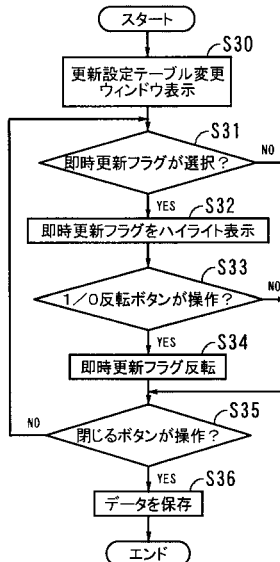 スタート
S30
更新設定テーブル変更
ウィンドウ表示
S31
即時更新フラグが選択?
NO
YES
S32
即時更新フラグをハイライト表示
S33
1/0反転ボタンが操作?
NO
YES
S34
即時更新フラグ反転
S35
NO
閉じるボタンが操作?
YES
S36
データを保存
エンド